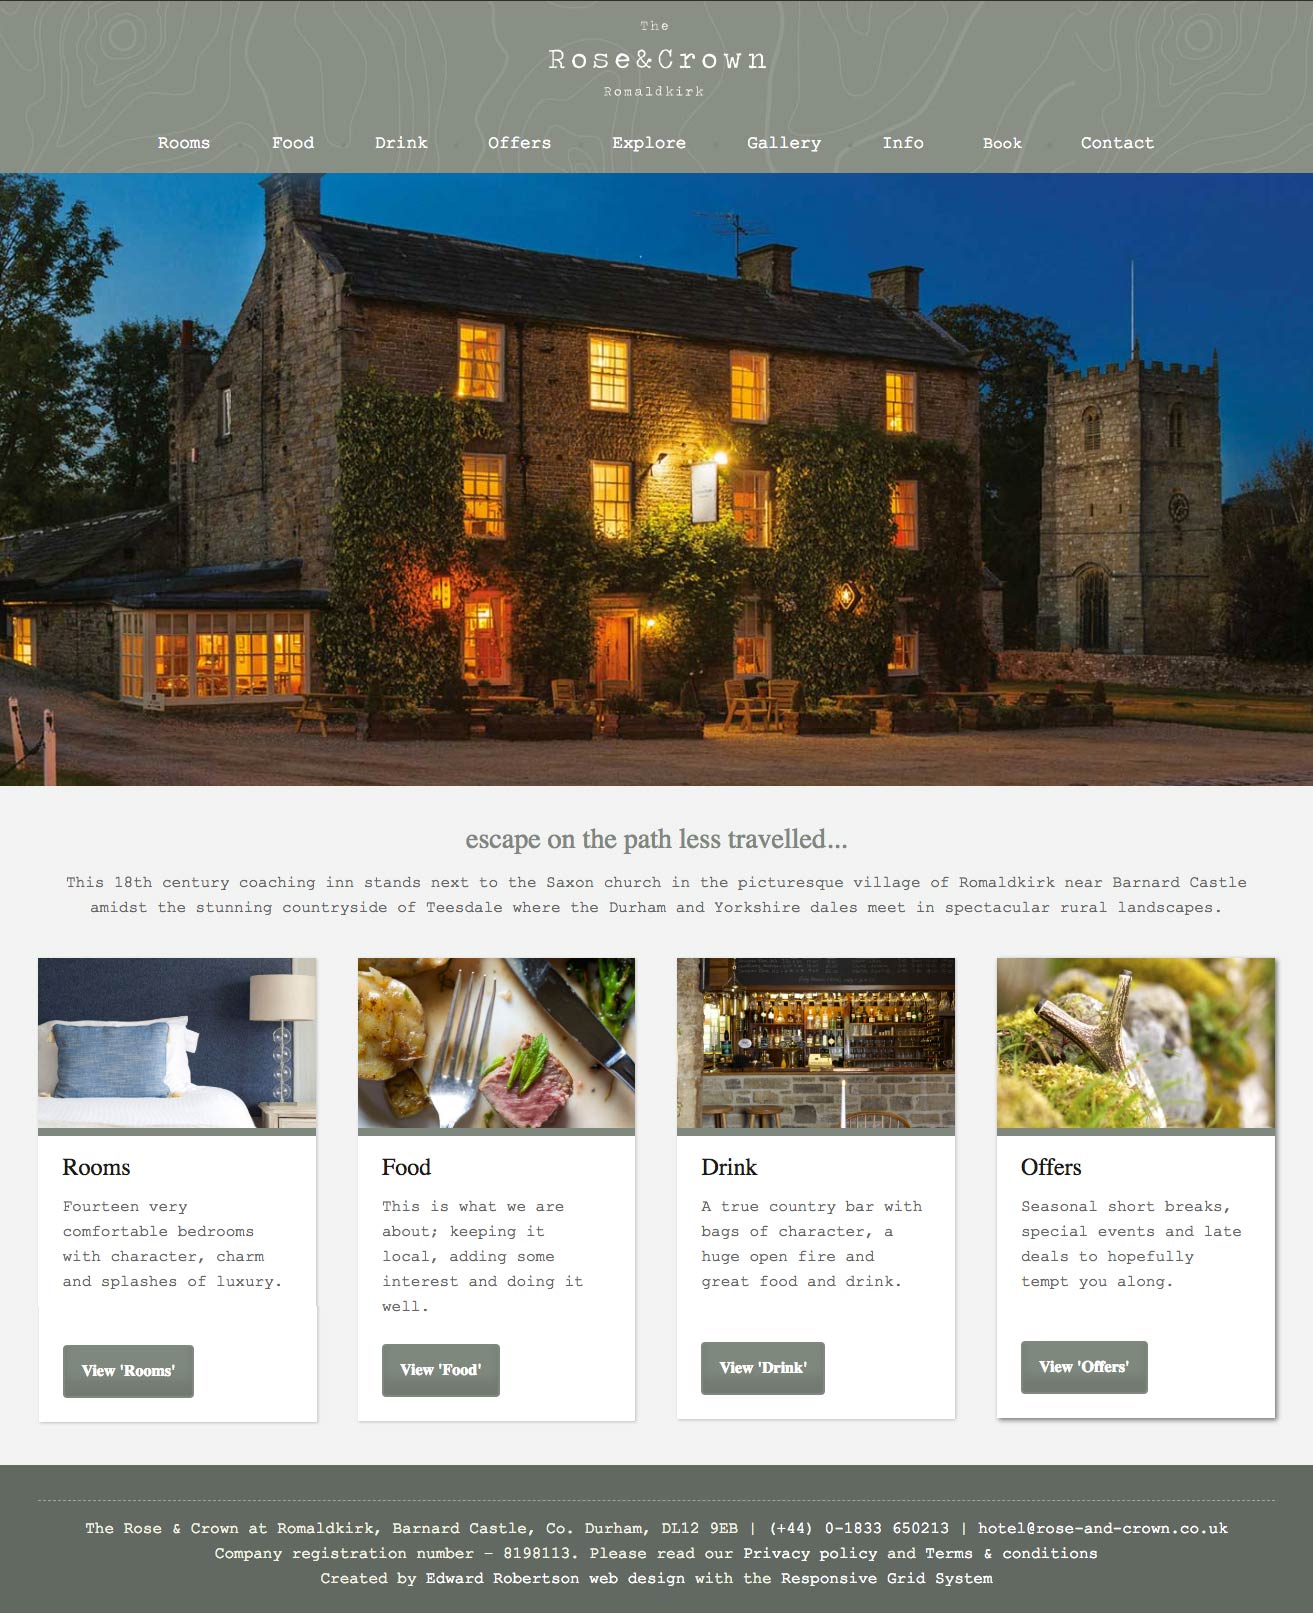 The
Rose&Crown
Romaldkirk
Rooms Food Drink Offers Explore Gallery Info Book Contact
escape on the path less travelled...
This 18th century coaching inn stands next to the Saxon church in the picturesque village of Romaldkirk near Barnard Castle
amidst the stunning countryside of Teesdale where the Durham and Yorkshire dales meet in spectacular rural landscapes.
Rooms
Fourteen very
comfortable bedrooms
with character, charm
and splashes of luxury.
View 'Rooms'
Food
This is what we are
about; keeping it
local, adding some
interest and doing it
well.
View 'Food'
Drink
A true country bar with
bags of character, a
huge open fire and
great food and drink.
View 'Drink'
Offers
Seasonal short breaks,
special events and late
deals to hopefully
tempt you along.
View 'Offers'
The Rose & Crown at Romaldkirk, Barnard Castle, Co. Durham, DL12 9EB | (+44) 0-1833 650213 | hotel@rose-and-crown.co.uk
Company registration number – 8198113. Please read our Privacy policy and Terms & conditions
Created by Edward Robertson web design with the Responsive Grid System